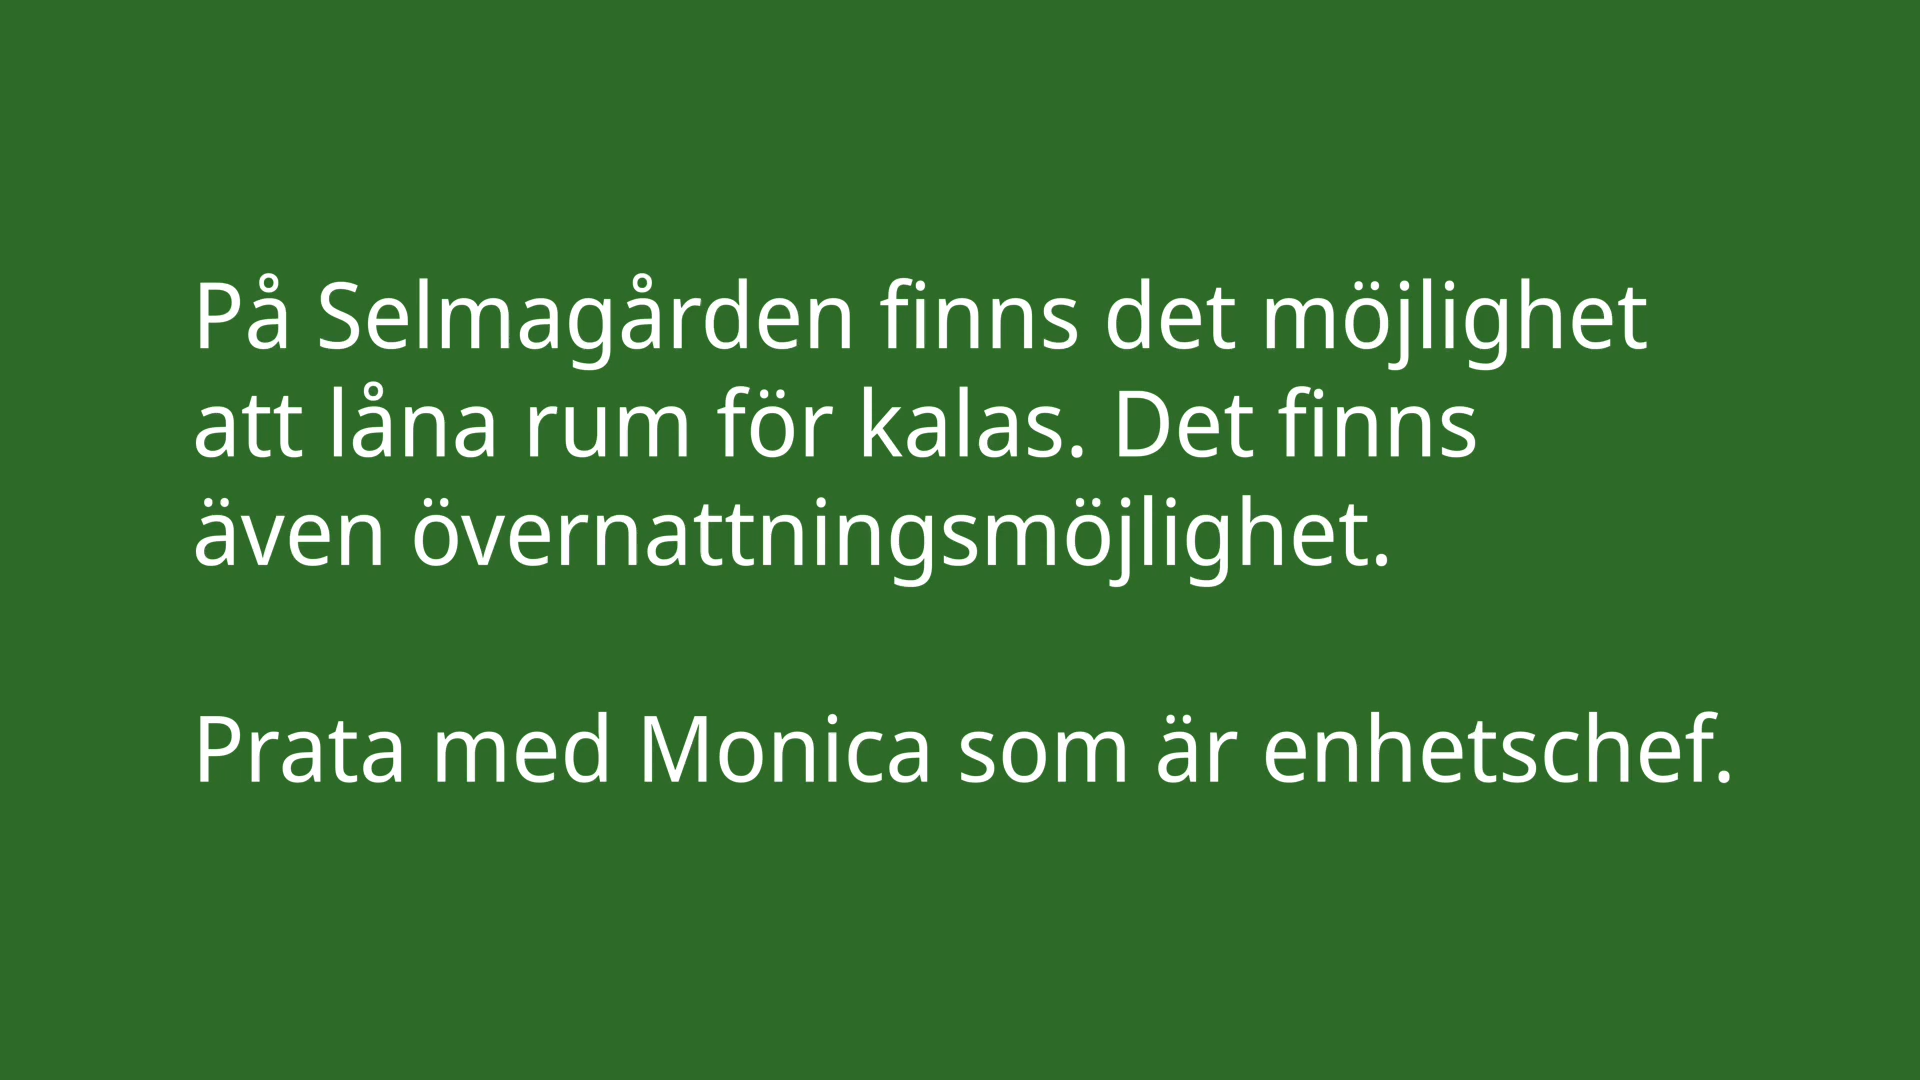 På Selmagården finns det möjlighet
att låna rum för kalas. Det finns
även övernattningsmöjlighet.
Prata med Monica som är enhetschef.